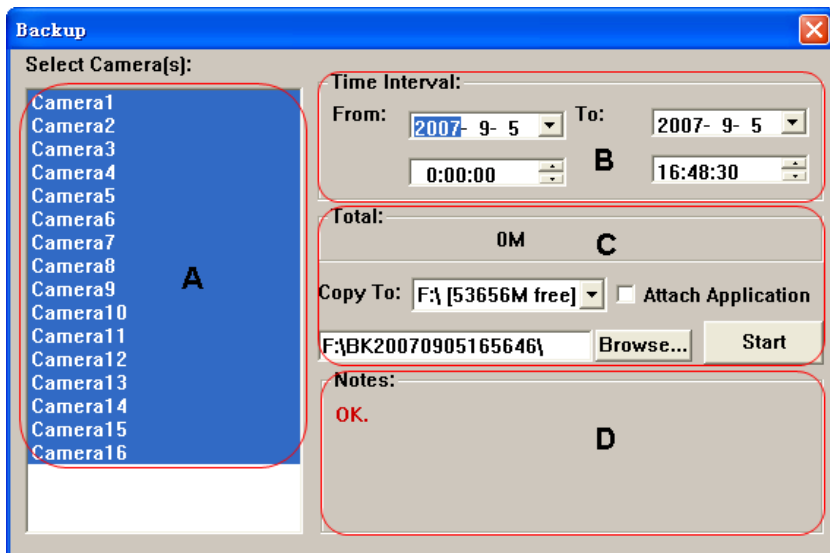 Backup
Select Camera(s):
Camera1
Camera2
Camera3
Camera4
Camera5
Camera6
Camera7
Camera8
Camera9
Camera10
Camera11
Camera12
Camera13
Camera14
Camera15
Camera16
A
Time Interval:
From: 2007- 9- 5 To: 2007- 9- 5
0:00:00 B 16:48:30
Total:
0M C
Copy To: F:\ [53656M free] Attach Application
F:\BK20070905165646\ Browse... Start
Notes:
OK.
D